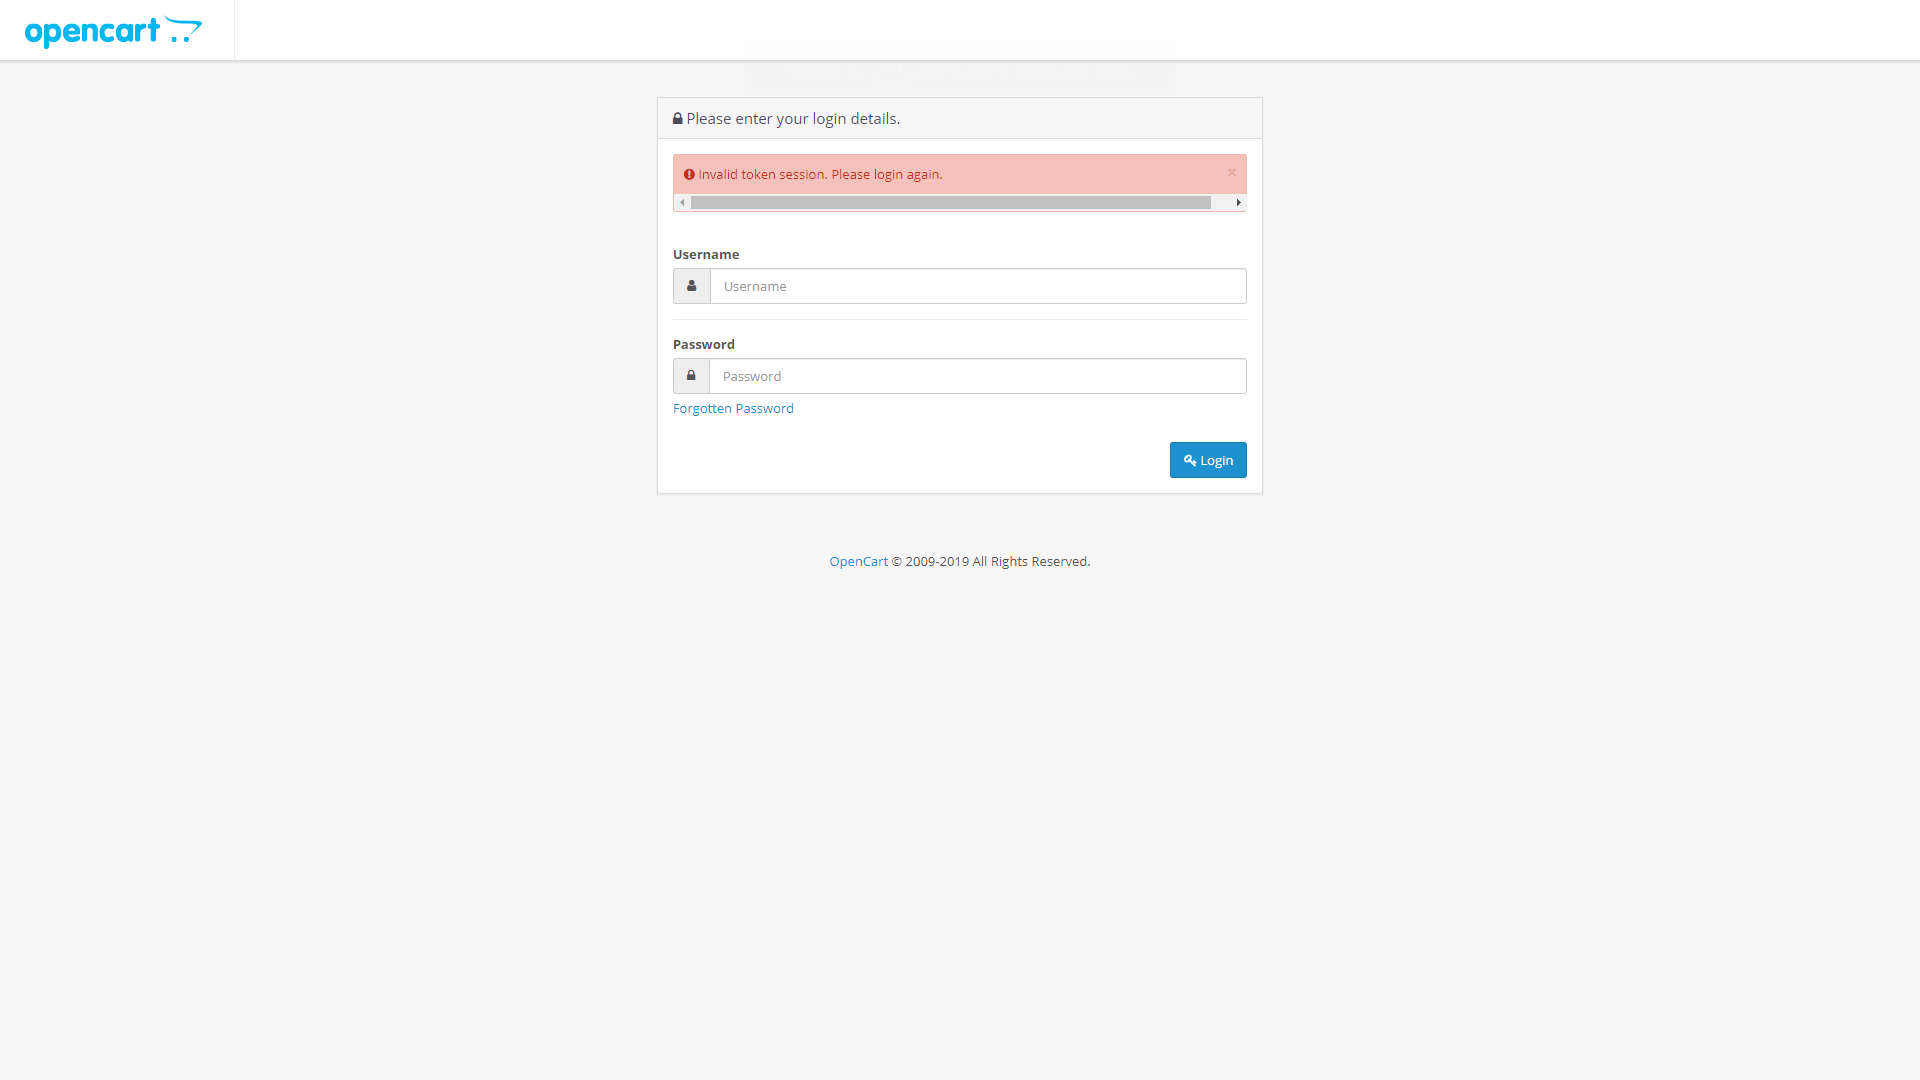 opencart
Please enter your login details.
Invalid token session. Please login again.
×
Username
Username
Password
Password
Forgotten Password
Login
OpenCart © 2009-2019 All Rights Reserved.